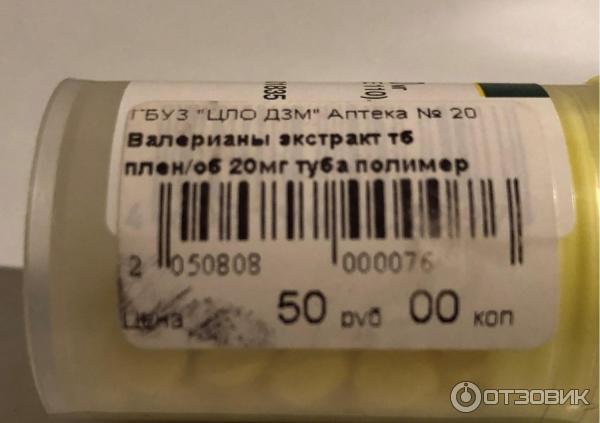 ГБУЗ "ЦЛО ДЗМ" Аптека № 20
Валерианы экстракт тб
плен/об 20мг туба полимер
2 050808 000076
Цена 50 руб 00 коп
ОТЗОВИК